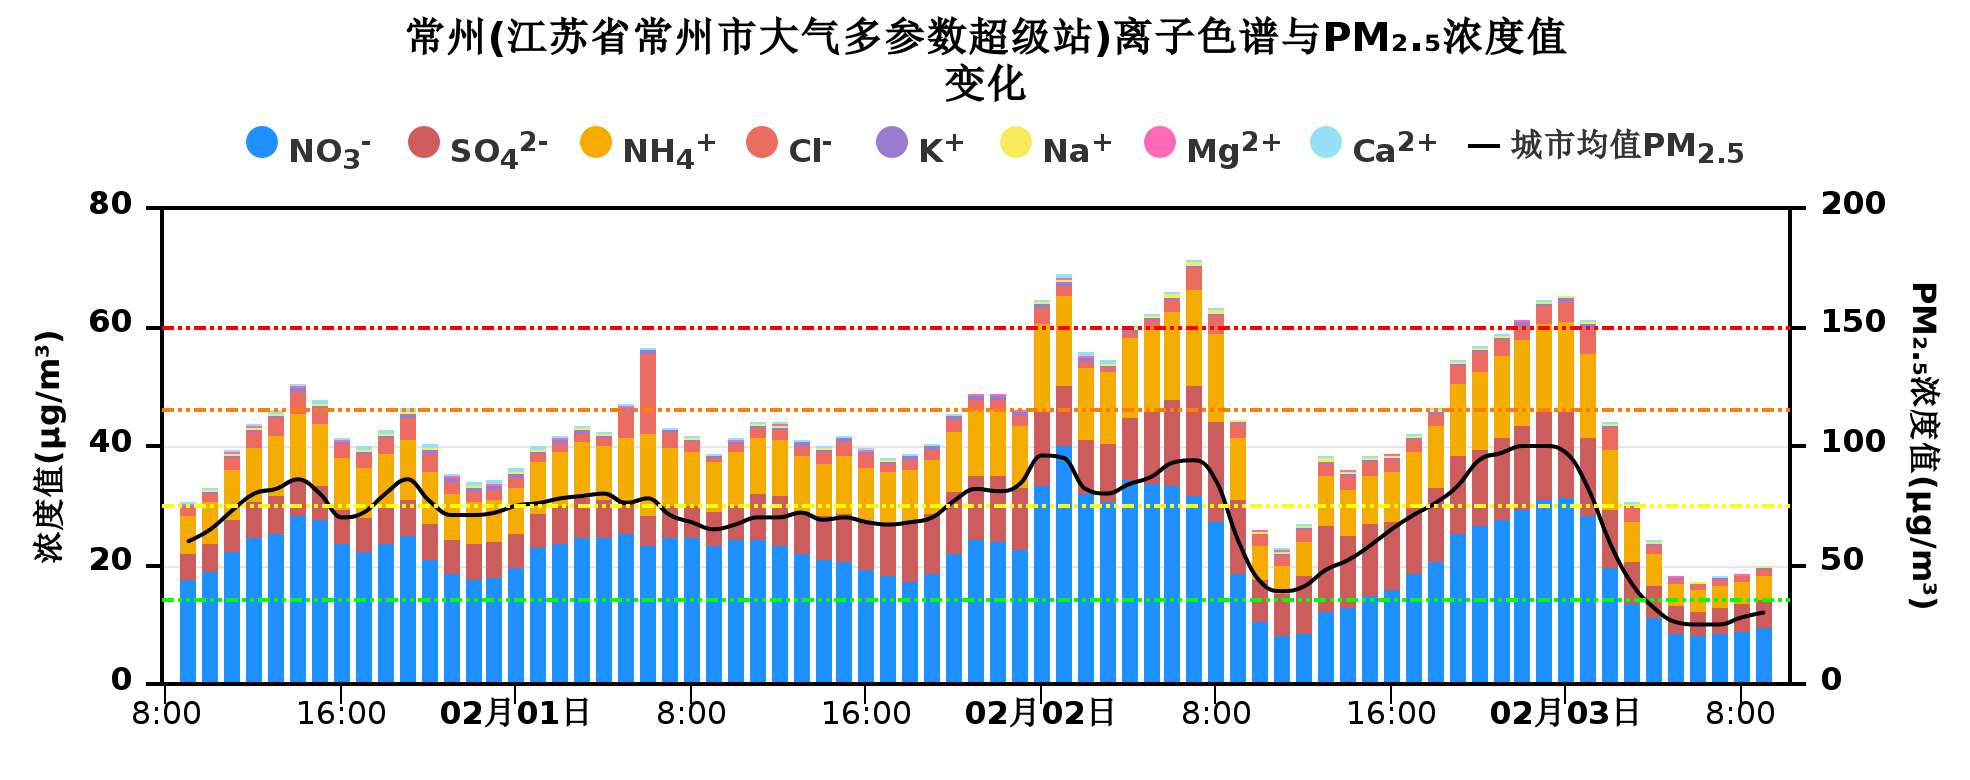 常州(江苏省常州市大气多参数超级站)离子色谱与PM₂.₅浓度值
变化
NO₃⁻ SO₄²⁻ NH₄⁺ Cl⁻ K⁺ Na⁺ Mg²⁺ Ca²⁺ 城市均值PM₂.₅
浓度值(μg/m³)
80
60
40
20
0
200
150
100
50
0
PM₂.₅浓度值(μg/m³)
8:00 16:00 02月01日 8:00 16:00 02月02日 8:00 16:00 02月03日 8:00